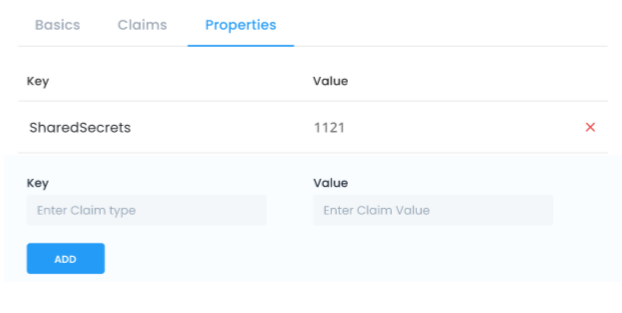 Basics Claims Properties
Key Value
SharedSecrets 1121
Key Value
Enter Claim type Enter Claim Value
ADD